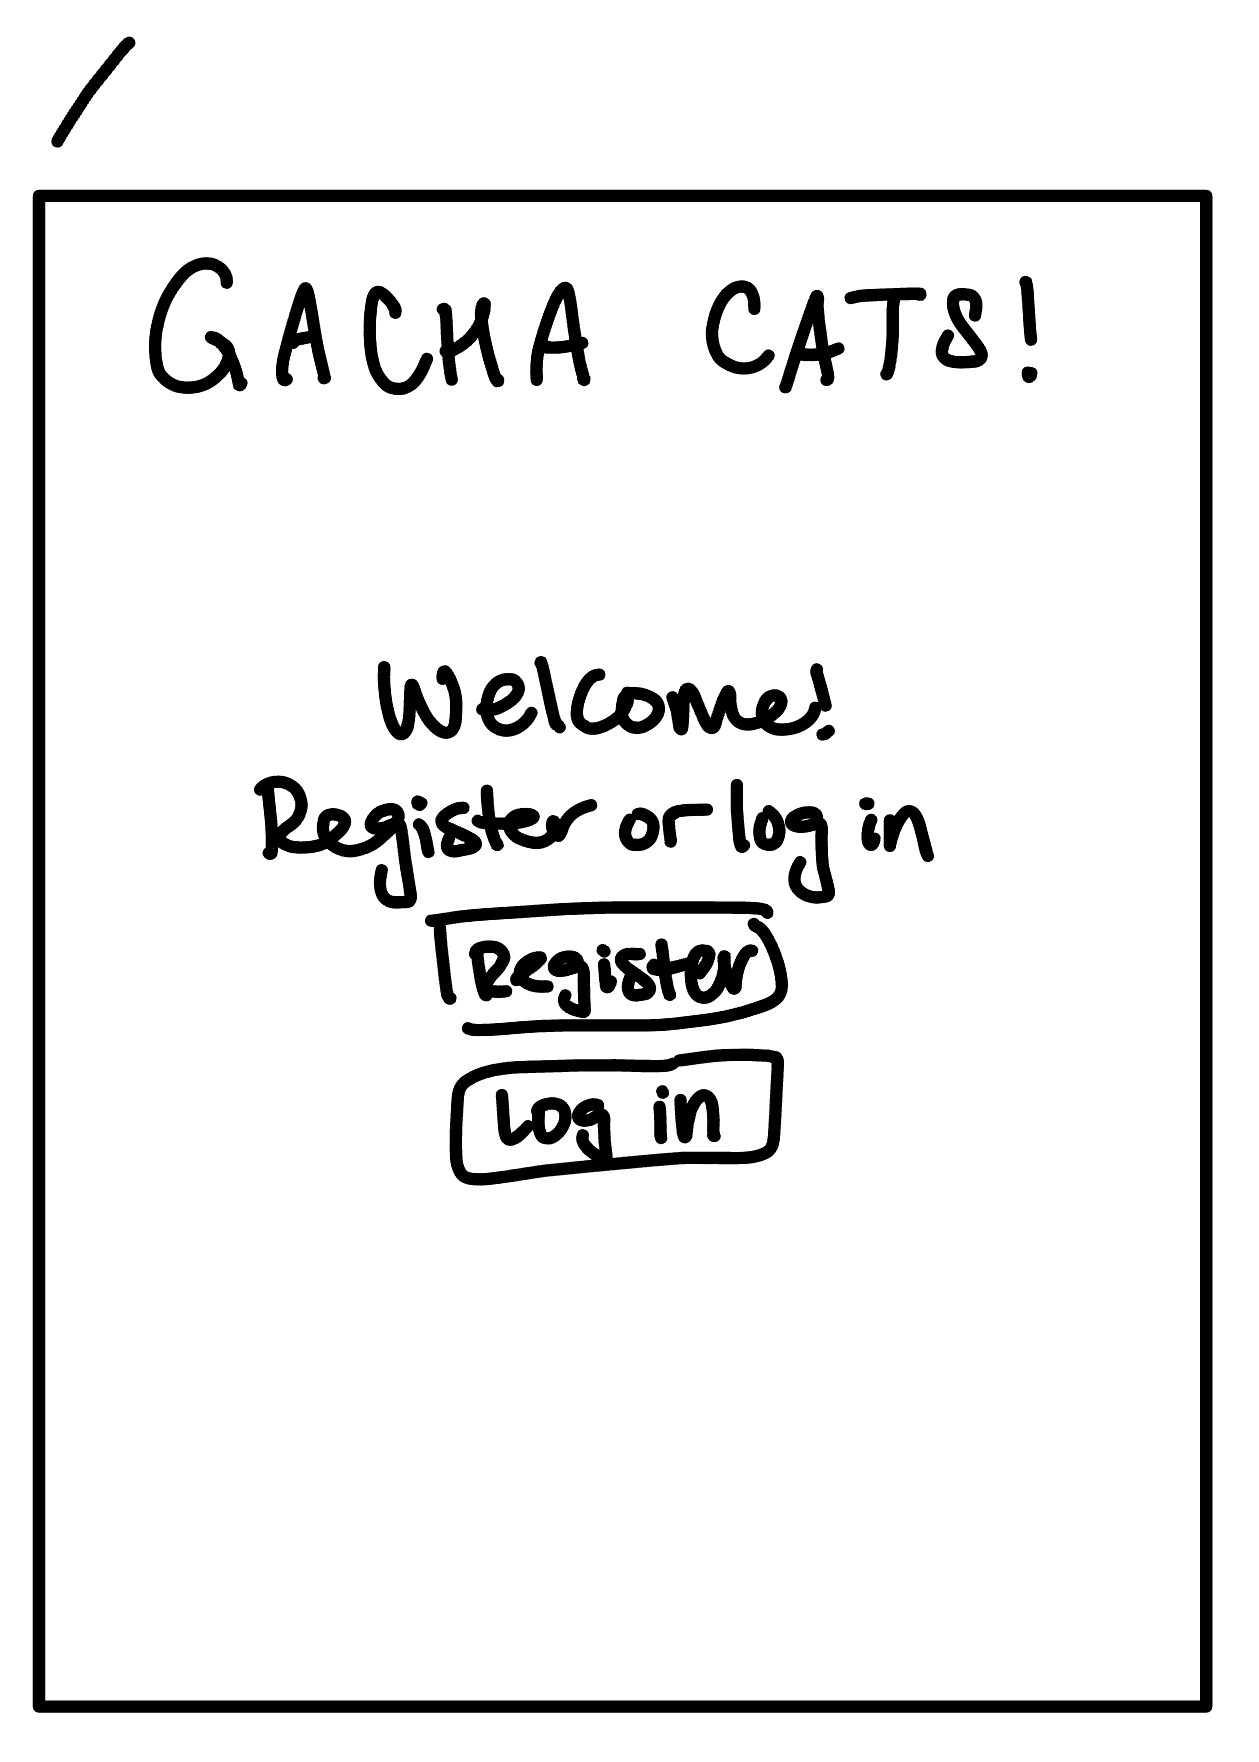 /
GACHA CATS!
Welcome!
Register or log in
Register
Log in